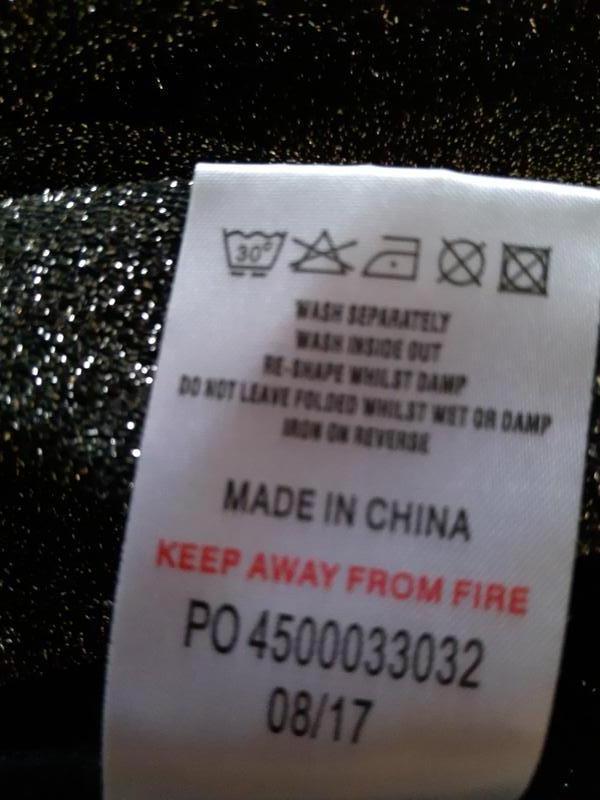 30°
WASH SEPARATELY
WASH INSIDE OUT
RE-SHAPE WHILST DAMP
DO NOT LEAVE FOLDED WHILST WET OR DAMP
IRON ON REVERSE
MADE IN CHINA
KEEP AWAY FROM FIRE
PO 4500033032
08/17